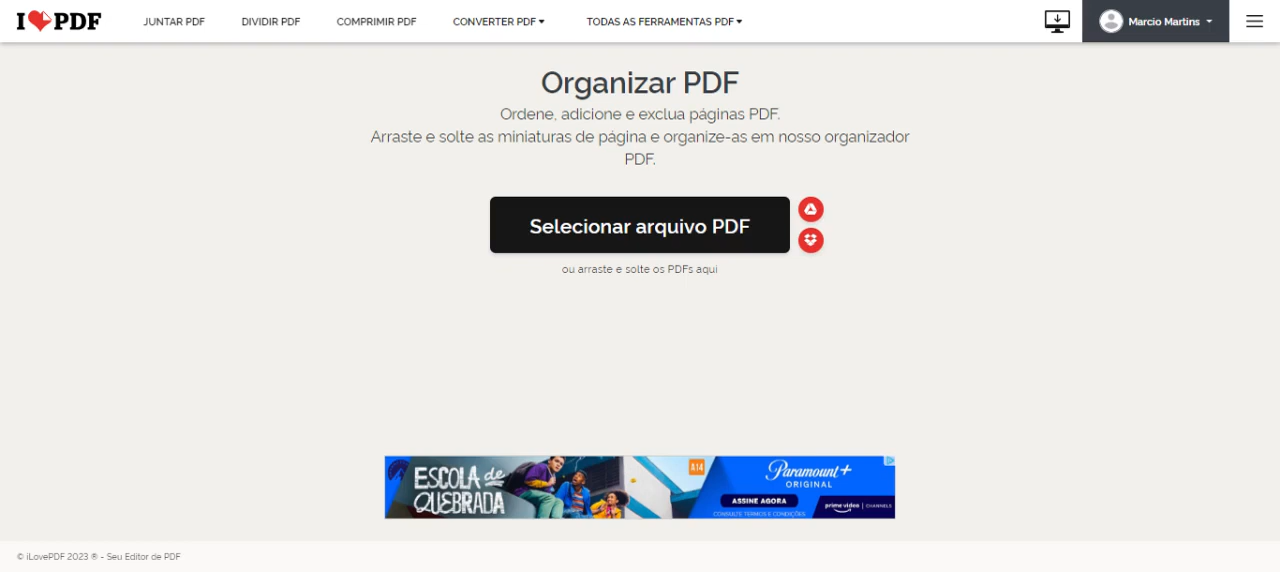 I PDF
JUNTAR PDF
DIVIDIR PDF
COMPRIMIR PDF
CONVERTER PDF
TODAS AS FERRAMENTAS PDF
Marcio Martins
Organizar PDF
Ordene, adicione e exclua páginas PDF.
Arraste e solte as miniaturas de página e organize-as em nosso organizador
PDF.
Selecionar arquivo PDF
ou arraste e solte os PDFs aqui
ESCOLA de
QUEBRADA
A14
Paramount+
ORIGINAL
ASSINE AGORA
CONSULTE TERMOS E CONDIÇÕES
prime video | CHANNELS
© iLovePDF 2023 ® - Seu Editor de PDF